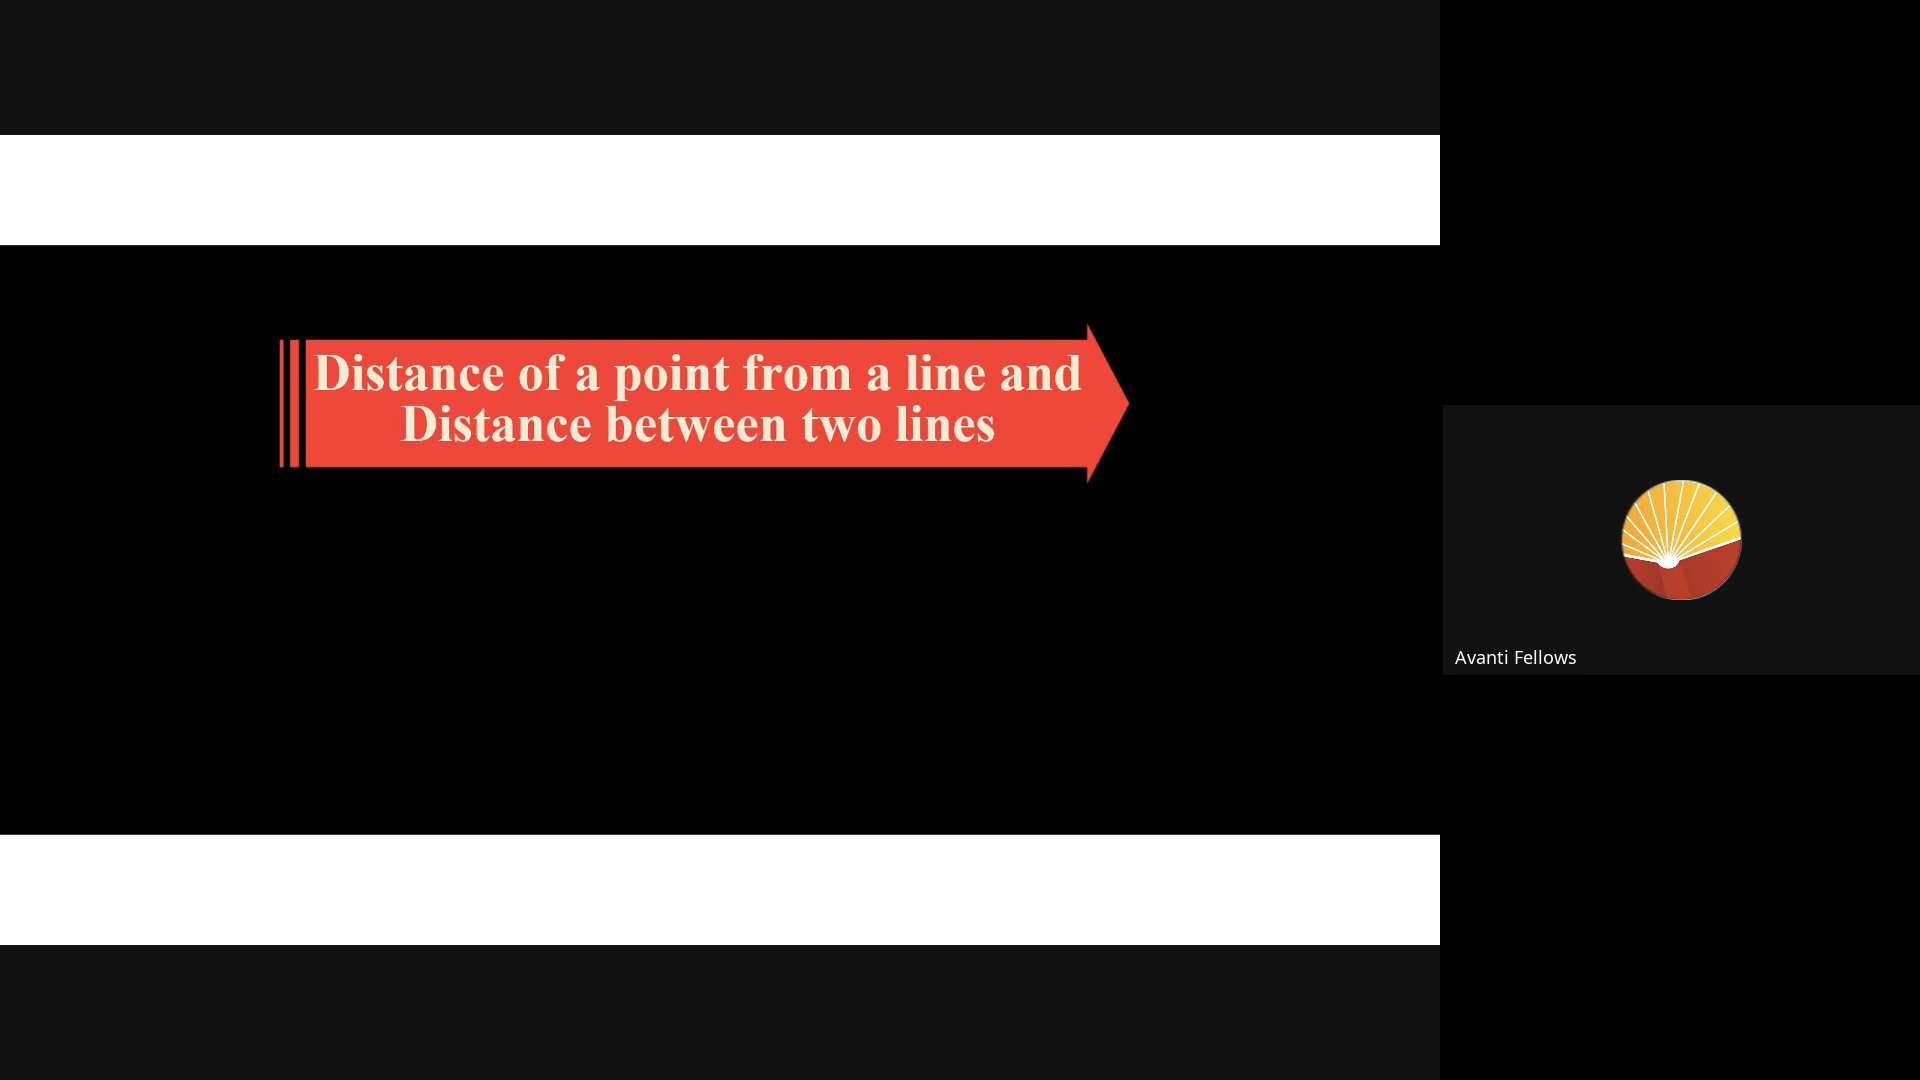 Distance of a point from a line and
Distance between two lines
Avanti Fellows